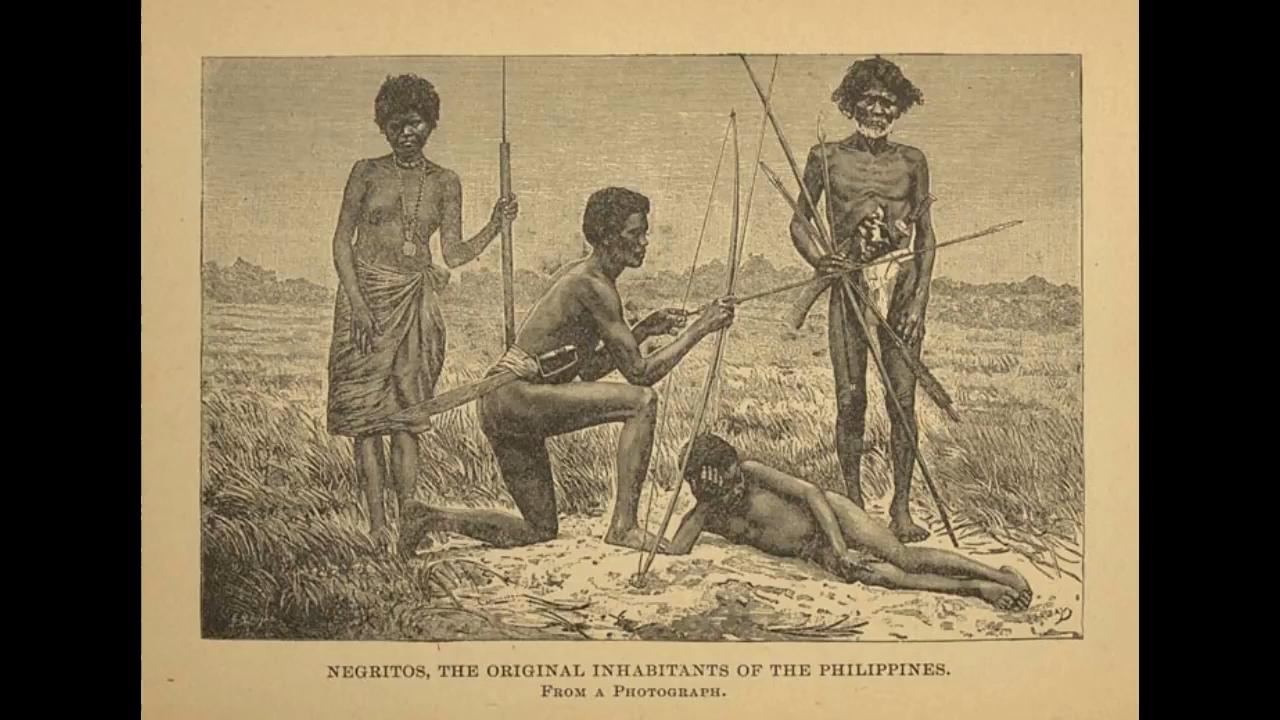 NEGRITOS, THE ORIGINAL INHABITANTS OF THE PHILIPPINES.
FROM A PHOTOGRAPH.